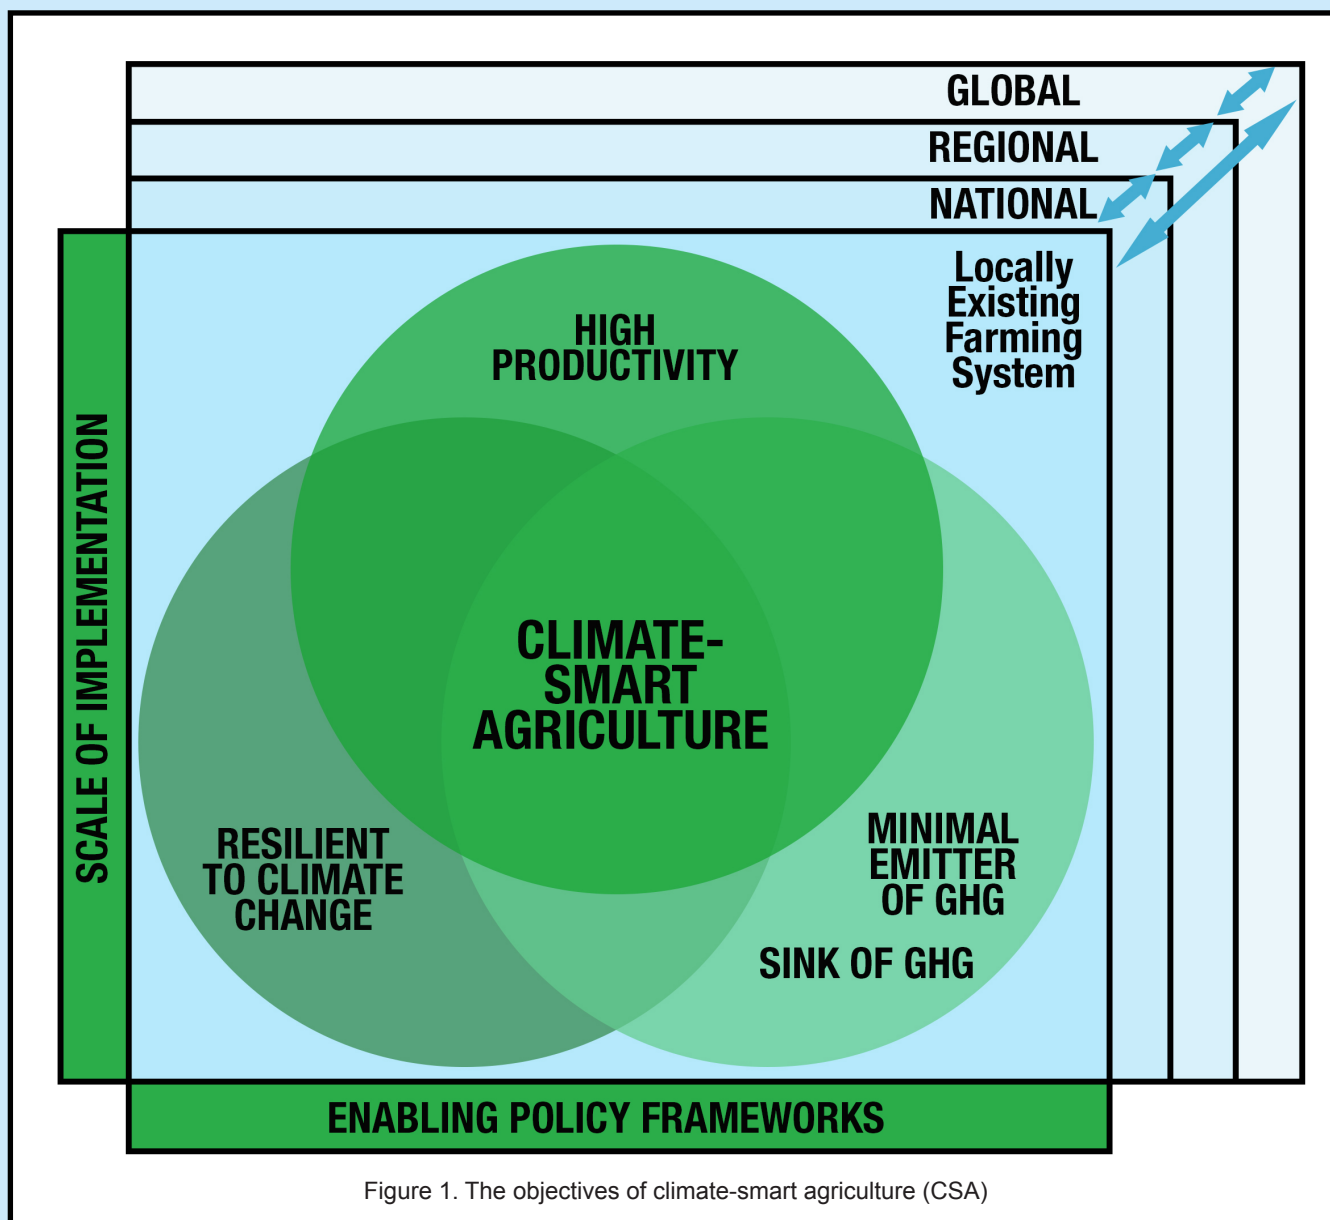 GLOBAL
REGIONAL
NATIONAL
Locally
Existing
Farming
System
HIGH
PRODUCTIVITY
SCALE OF IMPLEMENTATION
CLIMATE-
SMART
AGRICULTURE
RESILIENT
TO CLIMATE
CHANGE
MINIMAL
EMITTER
OF GHG
SINK OF GHG
ENABLING POLICY FRAMEWORKS
Figure 1. The objectives of climate-smart agriculture (CSA)